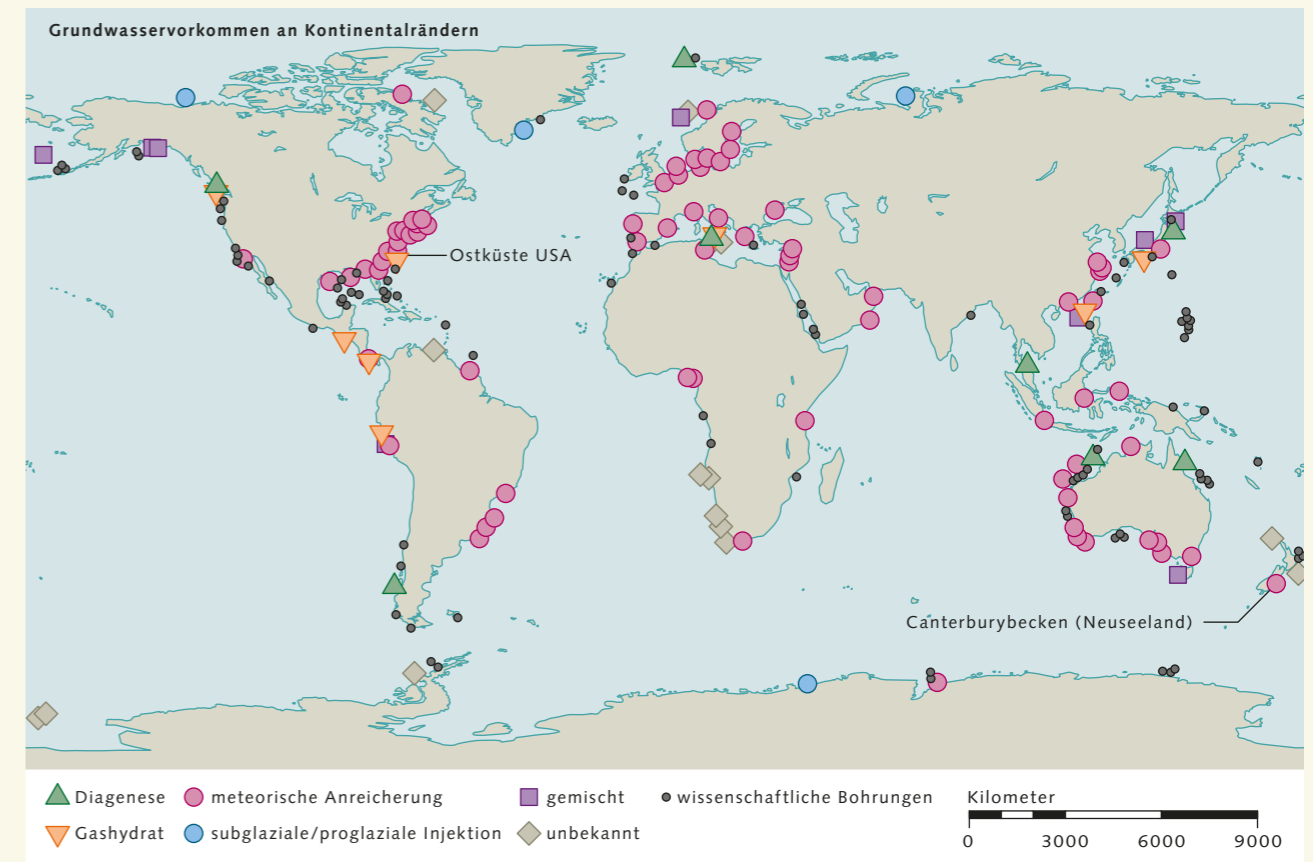 Grundwasservorkommen an Kontinentalrändern
Ostküste USA
Canterburybecken (Neuseeland)
Diagenese
meteorische Anreicherung
gemischt
wissenschaftliche Bohrungen
Gashydrat
subglaziale/proglaziale Injektion
unbekannt
Kilometer
0 3000 6000 9000